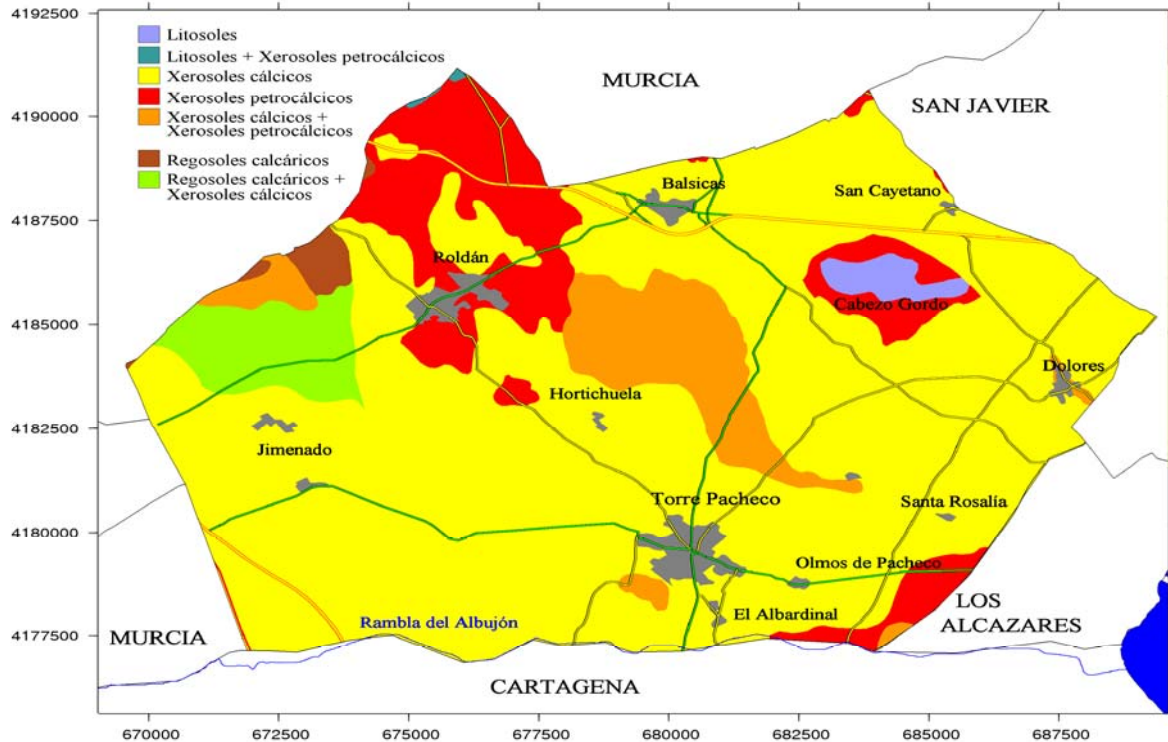 4192500
4190000
4187500
4185000
4182500
4180000
4177500
Litosoles
Litosoles + Xerosoles petrocálcicos
Xerosoles cálcicos
Xerosoles petrocálcicos
Xerosoles cálcicos +
Xerosoles petrocálcicos
Regosoles calcáricos
Regosoles calcáricos +
Xerosoles cálcicos
MURCIA
SAN JAVIER
Balsicas
San Cayetano
Roldán
Cabezo Gordo
Dolores
Hortichuela
Jimenado
Torre Pacheco
Santa Rosalía
Olmos de Pacheco
El Albardinal
Rambla del Albujón
MURCIA
LOS
ALCAZARES
CARTAGENA
670000
672500
675000
677500
680000
682500
685000
687500